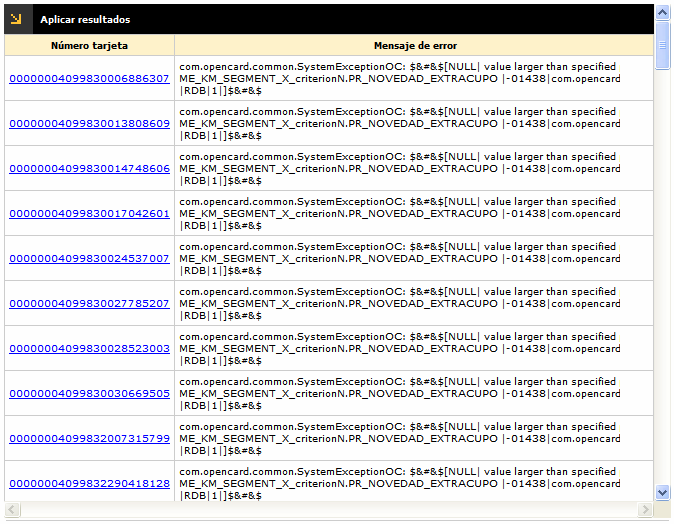 Aplicar resultados
Número tarjeta Mensaje de error
com.opencard.common.SystemExceptionOC: $&#&$[NULL| value larger than specified
00000004099830006886307 ME_KM_SEGMENT_X_criterionN.PR_NOVEDAD_EXTRACUPO |-01438|com.opencard
|RDB|1|]$&#&$
com.opencard.common.SystemExceptionOC: $&#&$[NULL| value larger than specified
00000004099830013808609 ME_KM_SEGMENT_X_criterionN.PR_NOVEDAD_EXTRACUPO |-01438|com.opencard
|RDB|1|]$&#&$
com.opencard.common.SystemExceptionOC: $&#&$[NULL| value larger than specified
00000004099830014748606 ME_KM_SEGMENT_X_criterionN.PR_NOVEDAD_EXTRACUPO |-01438|com.opencard
|RDB|1|]$&#&$
com.opencard.common.SystemExceptionOC: $&#&$[NULL| value larger than specified
00000004099830017042601 ME_KM_SEGMENT_X_criterionN.PR_NOVEDAD_EXTRACUPO |-01438|com.opencard
|RDB|1|]$&#&$
com.opencard.common.SystemExceptionOC: $&#&$[NULL| value larger than specified
00000004099830024537007 ME_KM_SEGMENT_X_criterionN.PR_NOVEDAD_EXTRACUPO |-01438|com.opencard
|RDB|1|]$&#&$
com.opencard.common.SystemExceptionOC: $&#&$[NULL| value larger than specified
00000004099830027785207 ME_KM_SEGMENT_X_criterionN.PR_NOVEDAD_EXTRACUPO |-01438|com.opencard
|RDB|1|]$&#&$
com.opencard.common.SystemExceptionOC: $&#&$[NULL| value larger than specified
00000004099830028523003 ME_KM_SEGMENT_X_criterionN.PR_NOVEDAD_EXTRACUPO |-01438|com.opencard
|RDB|1|]$&#&$
com.opencard.common.SystemExceptionOC: $&#&$[NULL| value larger than specified
00000004099830030669505 ME_KM_SEGMENT_X_criterionN.PR_NOVEDAD_EXTRACUPO |-01438|com.opencard
|RDB|1|]$&#&$
com.opencard.common.SystemExceptionOC: $&#&$[NULL| value larger than specified
00000004099832007315799 ME_KM_SEGMENT_X_criterionN.PR_NOVEDAD_EXTRACUPO |-01438|com.opencard
|RDB|1|]$&#&$
com.opencard.common.SystemExceptionOC: $&#&$[NULL| value larger than specified
00000004099832290418128 ME_KM_SEGMENT_X_criterionN.PR_NOVEDAD_EXTRACUPO |-01438|com.opencard
|RDB|1|]$&#&$